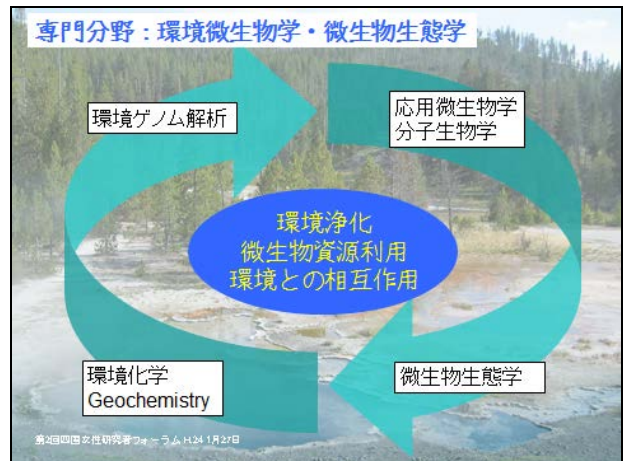 専門分野：環境微生物学・微生物生態学
環境ゲノム解析
応用微生物学
分子生物学
環境浄化
微生物資源利用
環境との相互作用
環境化学
Geochemistry
微生物生態学
第2回四国女性研究者フォーラム H24 1月27日